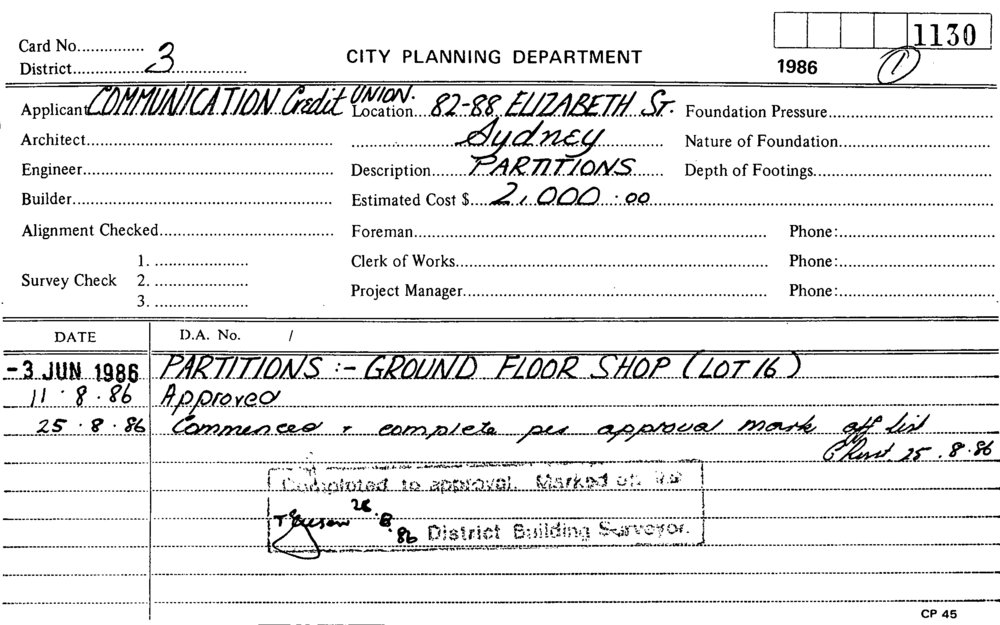 Card No............... 1130
District 3 CITY PLANNING DEPARTMENT 1986 1
Applicant COMMUNICATION Credit UNION. Location 82-88 ELIZABETH ST. Foundation Pressure
Architect Sydney Nature of Foundation
Engineer Description PARTITIONS Depth of Footings
Builder Estimated Cost $ 2,000.00
Alignment Checked Foreman Phone:
Survey Check 1. Clerk of Works Phone:
2.
3. Project Manager Phone:
DATE D.A. No. /
-3 JUN 1986 PARTITIONS :- GROUND FLOOR SHOP (LOT 16)
11.8.86 Approved
25.8.86 Commenced + complete per approval mark off list
25.8.86
Completed to approval. Marked off
28.8.86 District Building Surveyor.
CP 45